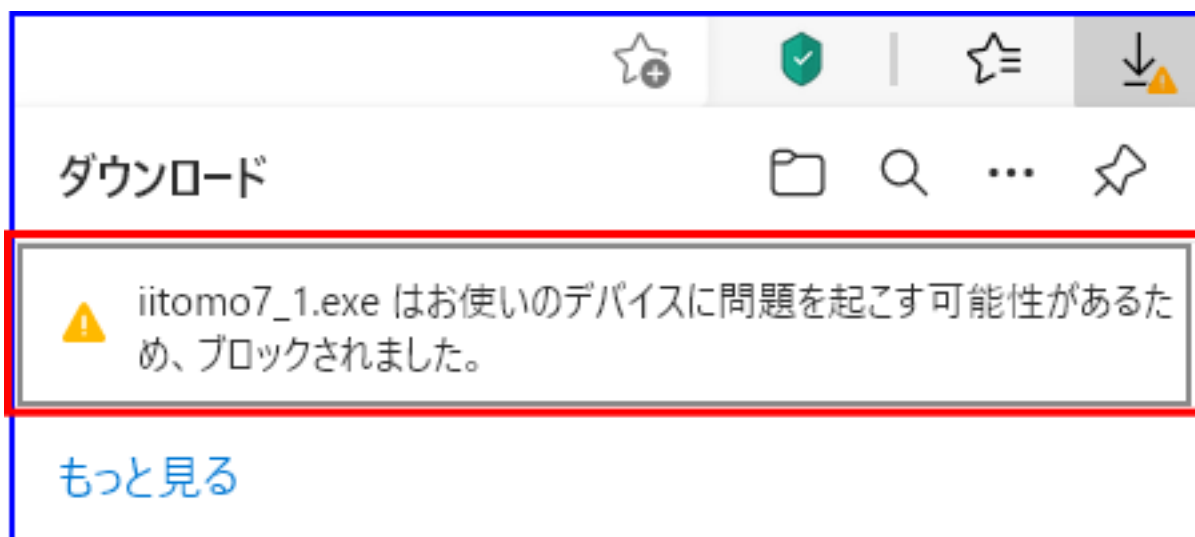 ダウンロード
iitomo7_1.exe はお使いのデバイスに問題を起こす可能性があるた
め、ブロックされました。
もっと見る